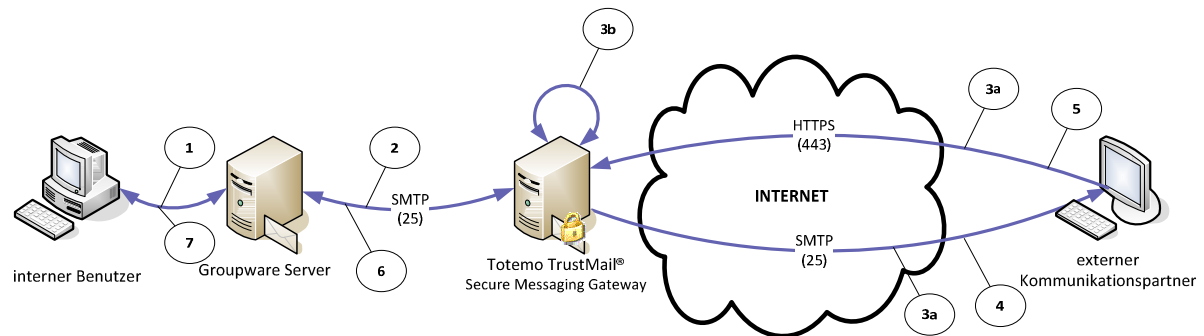 3b
3a
5
1
2
HTTPS
(443)
INTERNET
SMTP
(25)
SMTP
(25)
7
6
interner Benutzer
Groupware Server
Totemo TrustMail®
Secure Messaging Gateway
externer
Kommunikationspartner
3a
4